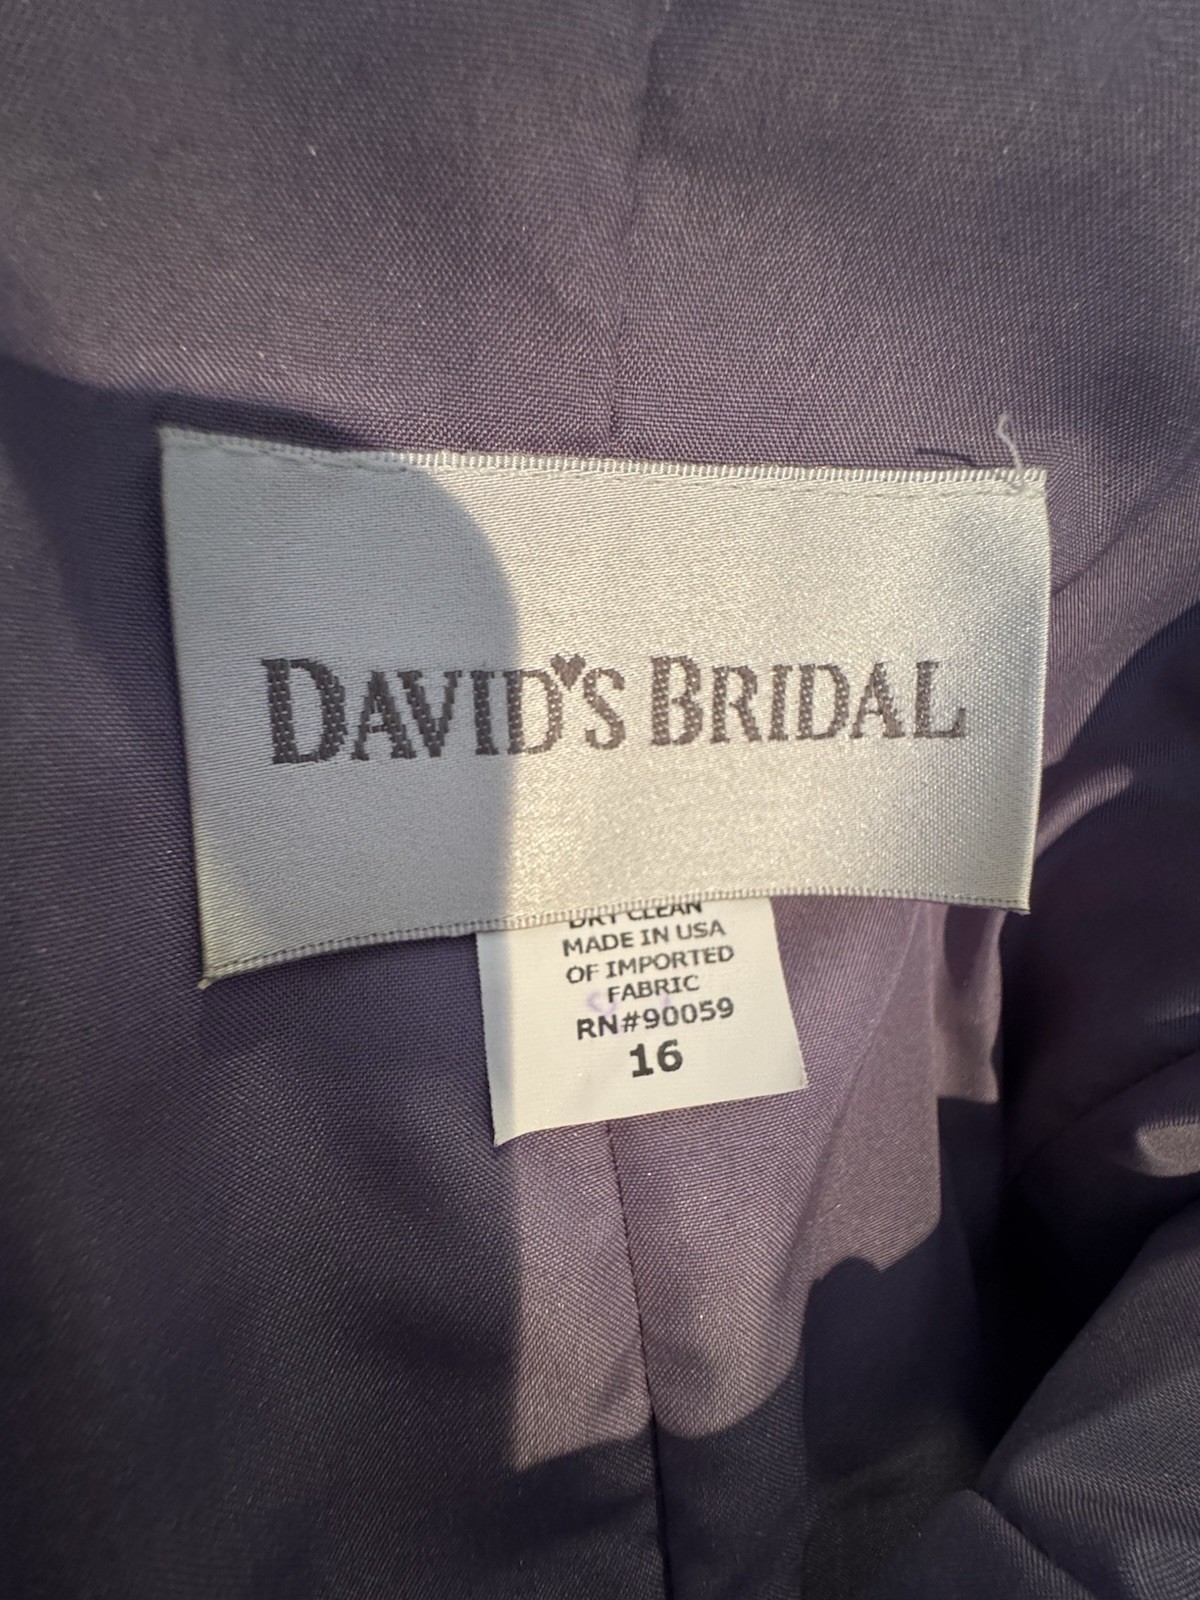 DAVID'S BRIDAL
DRY CLEAN
MADE IN USA
OF IMPORTED
FABRIC
RN#90059
16